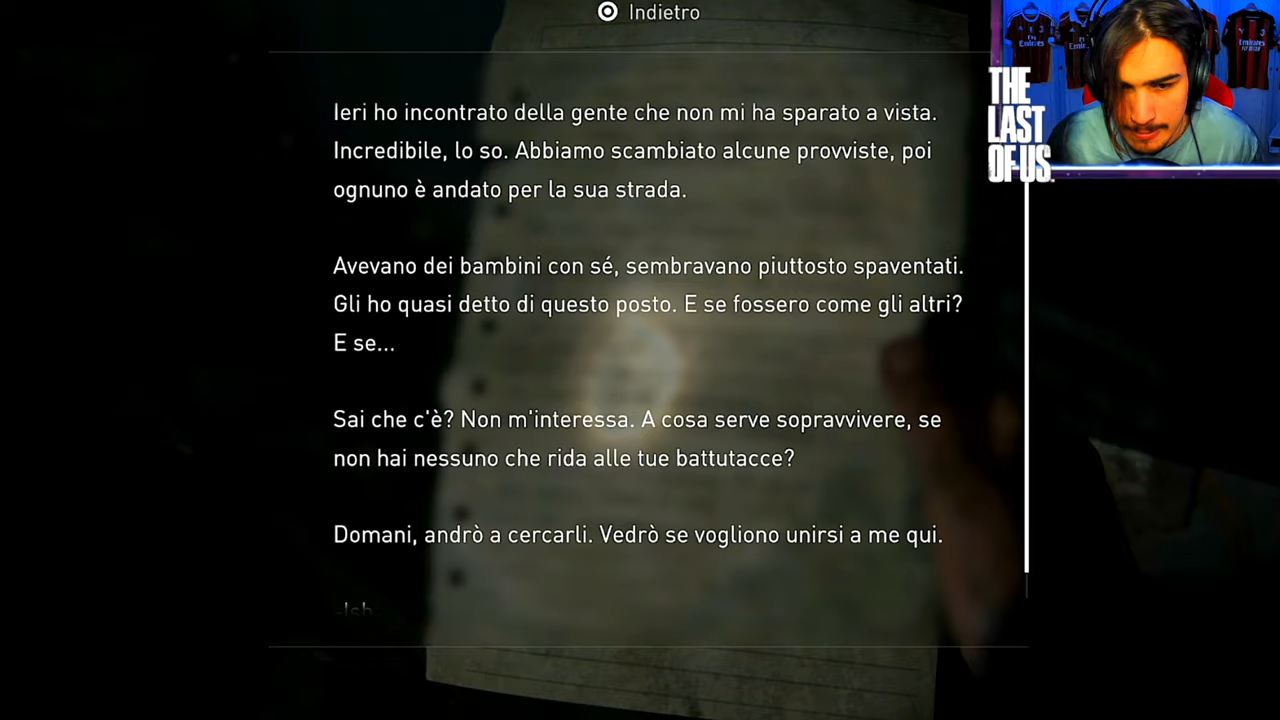 Indietro
Ieri ho incontrato della gente che non mi ha sparato a vista.
Incredibile, lo so. Abbiamo scambiato alcune provviste, poi
ognuno è andato per la sua strada.
Avevano dei bambini con sé, sembravano piuttosto spaventati.
Gli ho quasi detto di questo posto. E se fossero come gli altri?
E se...
Sai che c'è? Non m'interessa. A cosa serve sopravvivere, se
non hai nessuno che rida alle tue battutacce?
Domani, andrò a cercarli. Vedrò se vogliono unirsi a me qui.
-Ish
THE
LAST
OF US
Emirates